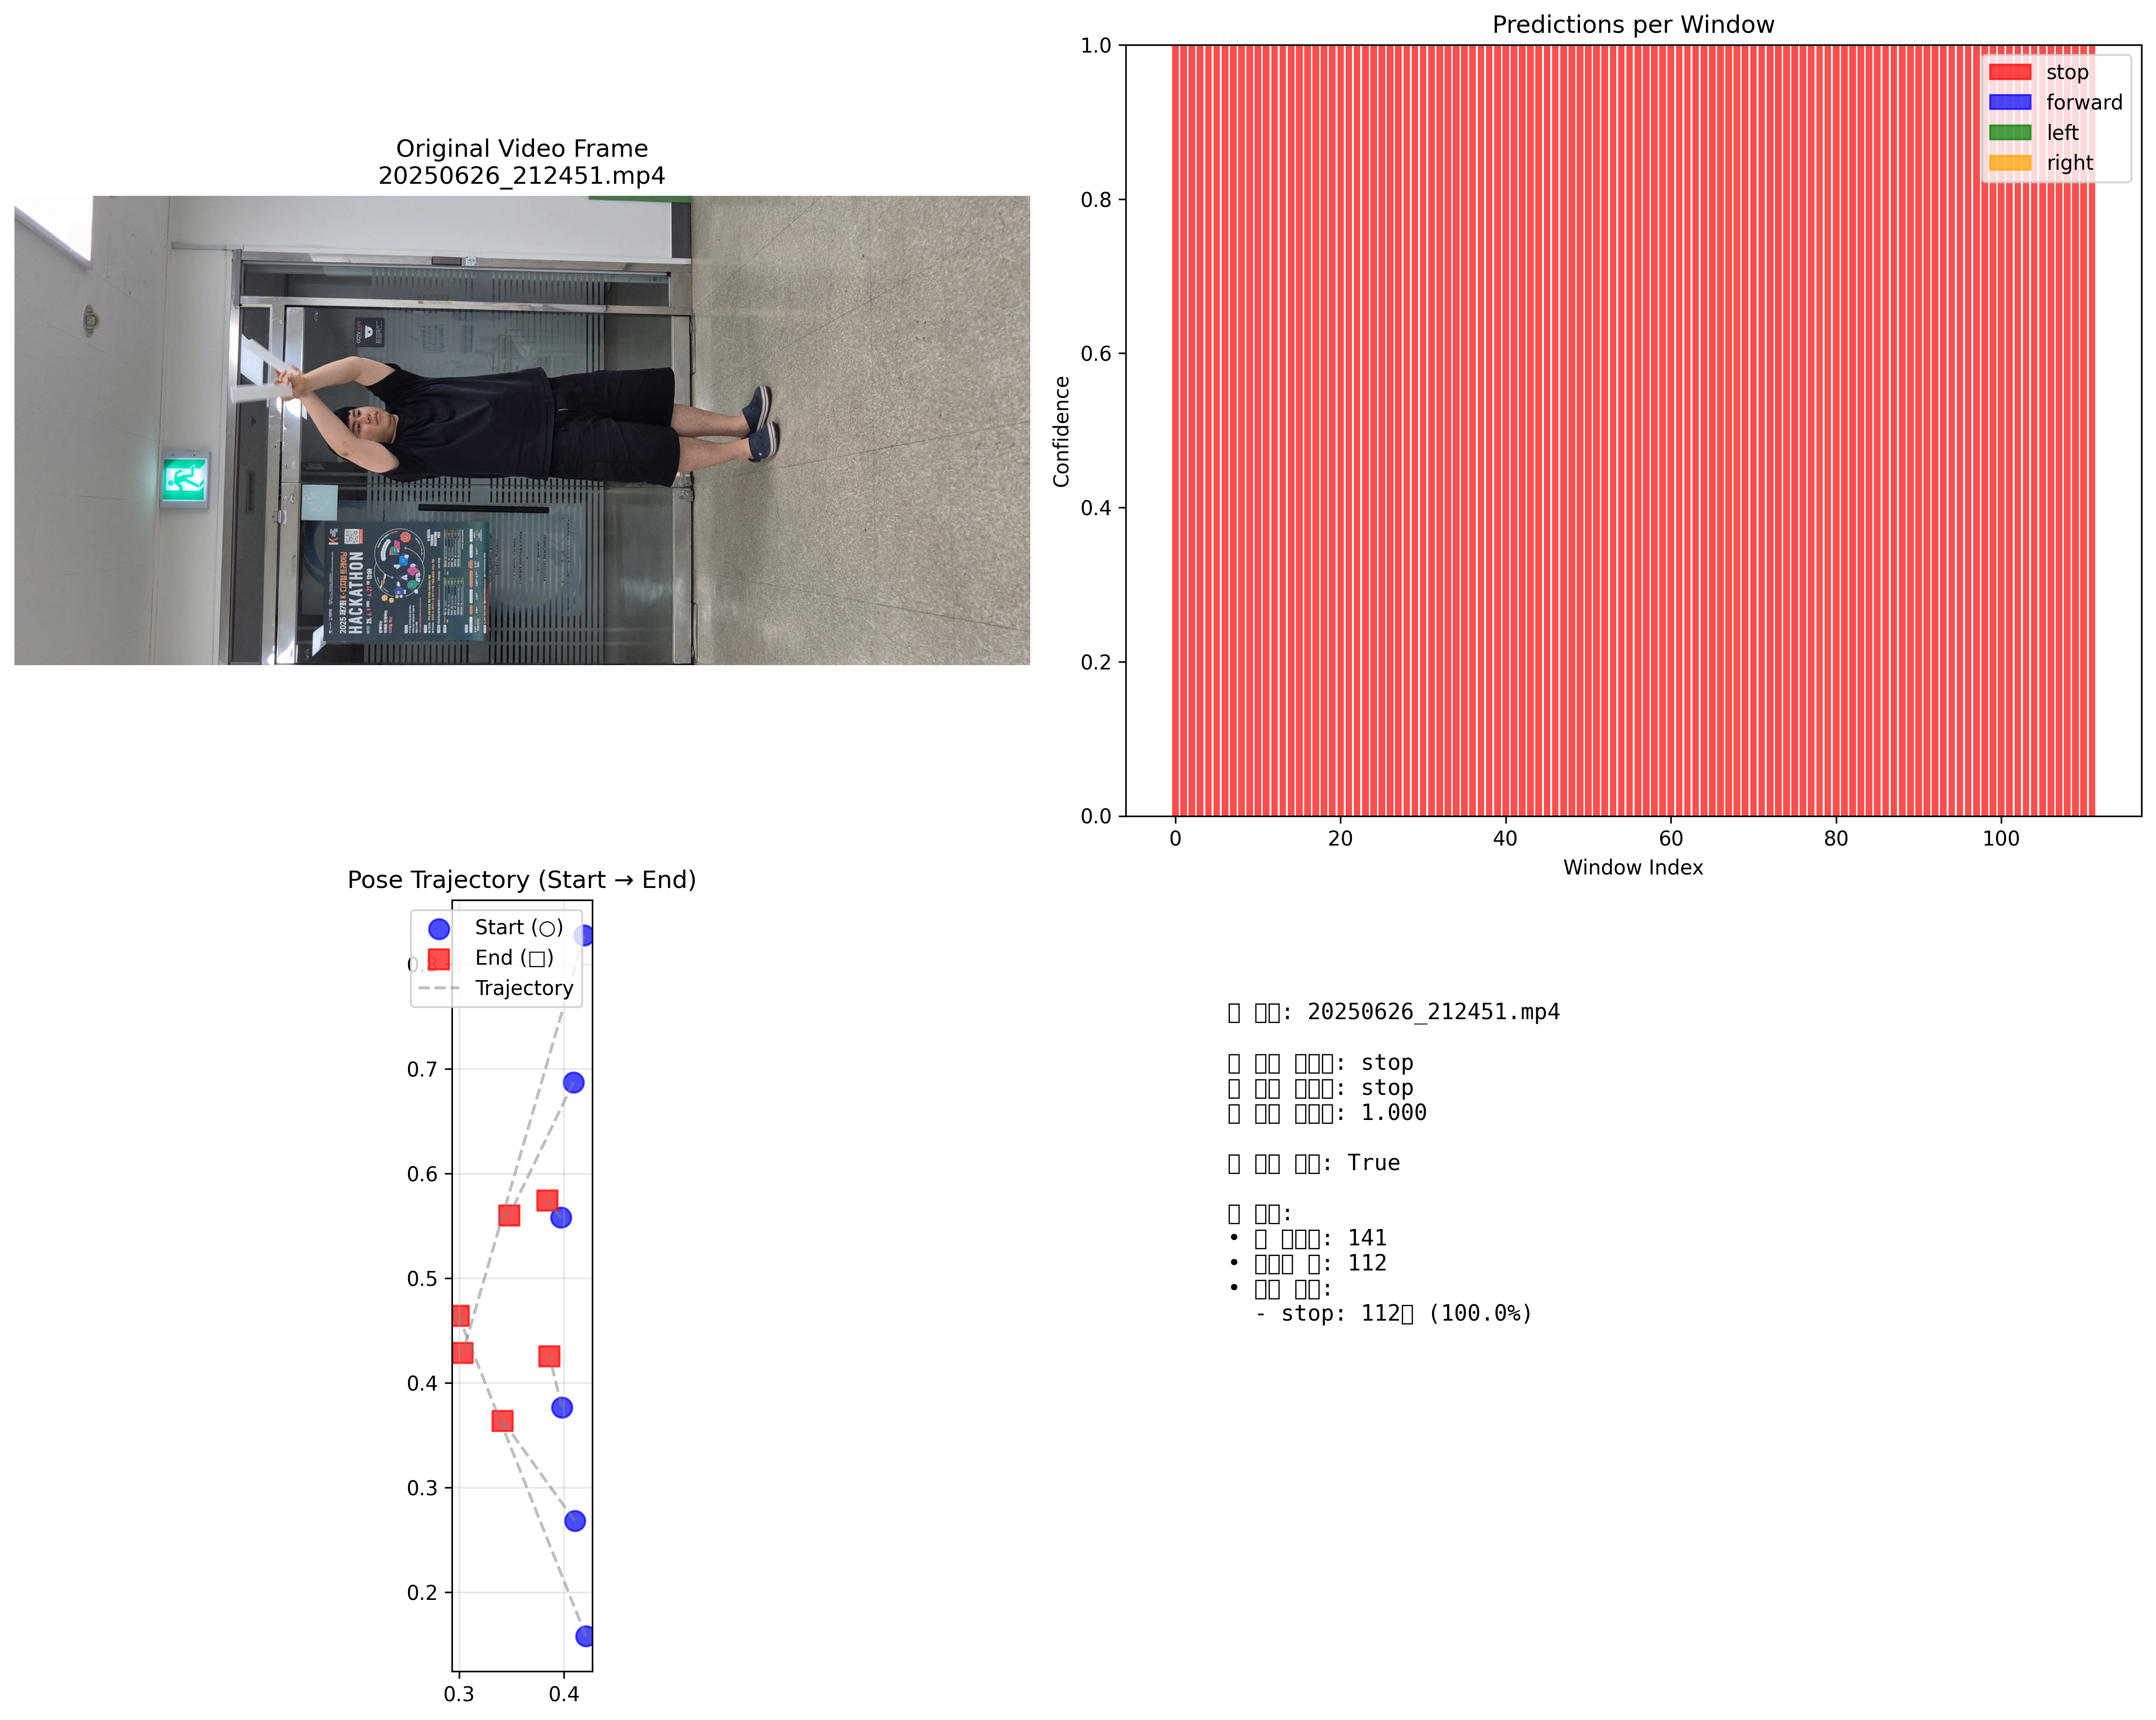 Original Video Frame
20250626_212451.mp4
HACKATHON
Predictions per Window
1.0
0.8
0.6
0.4
0.2
0.0
Confidence
0
20
40
60
80
100
Window Index
stop
forward
left
right
Pose Trajectory (Start → End)
Start (○)
End (□)
Trajectory
0.8
0.7
0.6
0.5
0.4
0.3
0.2
0.3
0.4
: 20250626_212451.mp4
: stop
: stop
: 1.000
: True
:
• : 141
• : 112
• :
- stop: 112 (100.0%)